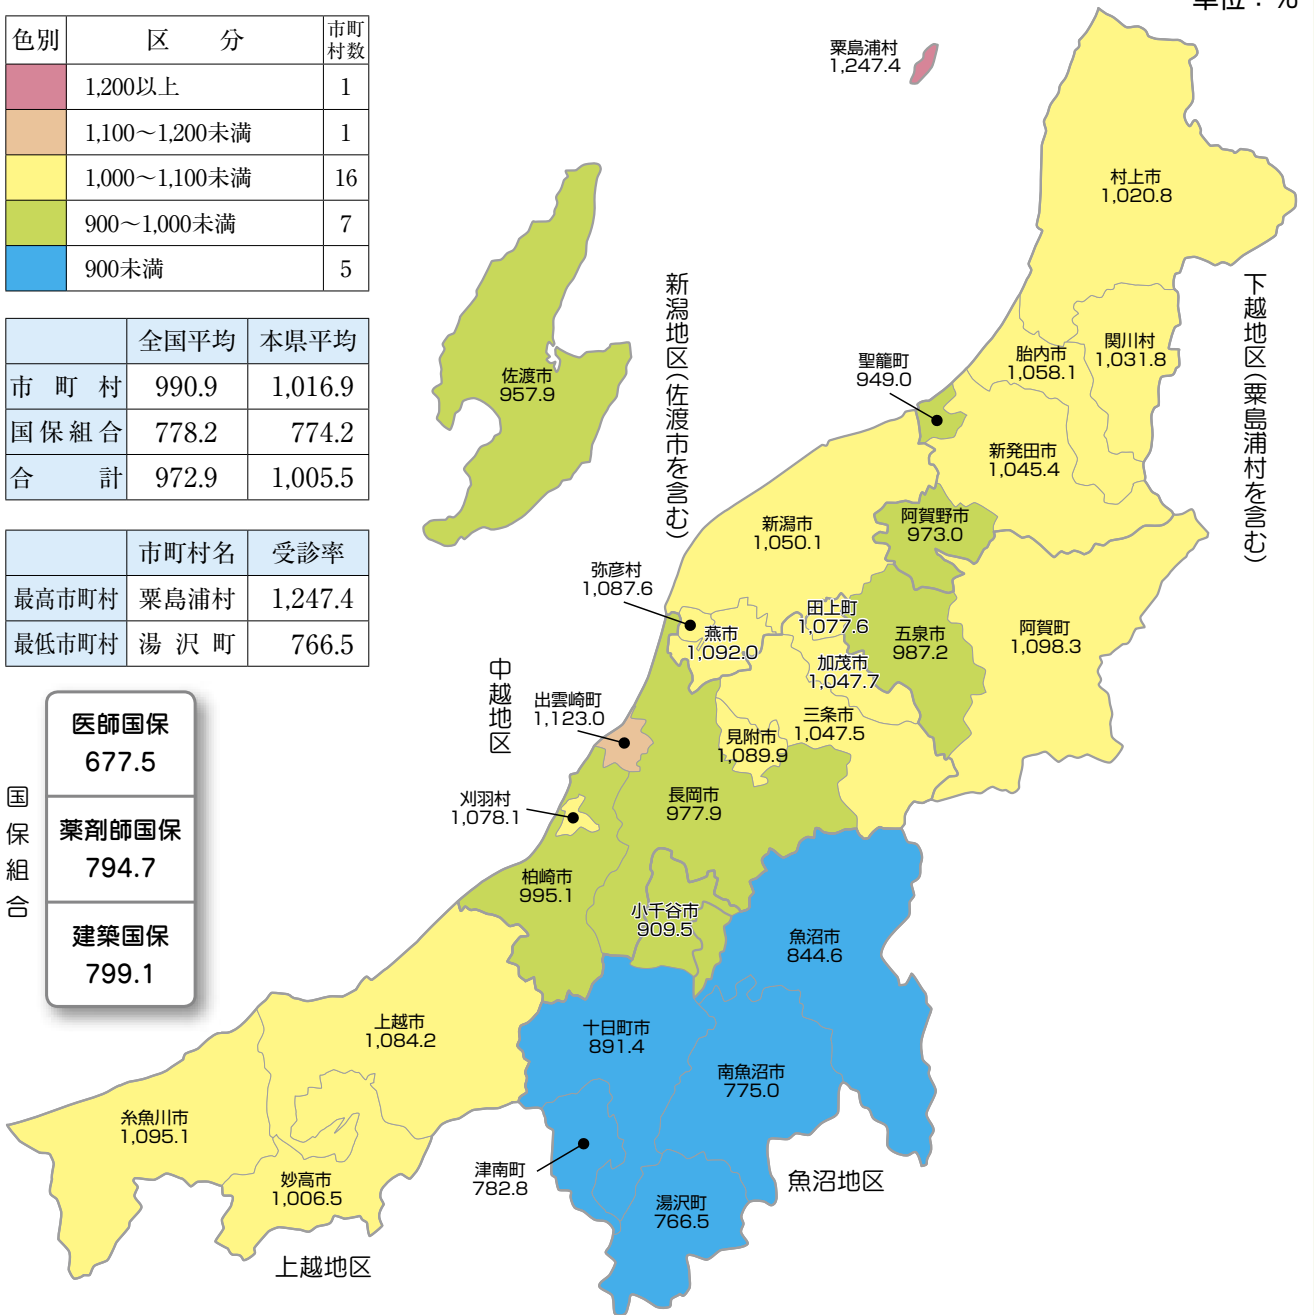 単位：%
色別 区分 市町村数
1,200以上 1
1,100～1,200未満 1
1,000～1,100未満 16
900～1,000未満 7
900未満 5
全国平均 本県平均
市町村 990.9 1,016.9
国保組合 778.2 774.2
合計 972.9 1,005.5
市町村名 受診率
最高市町村 粟島浦村 1,247.4
最低市町村 湯沢町 766.5
国保組合
医師国保
677.5
薬剤師国保
794.7
建築国保
799.1
粟島浦村
1,247.4
村上市
1,020.8
下越地区（粟島浦村を含む）
関川村
1,031.8
胎内市
1,058.1
聖籠町
949.0
新発田市
1,045.4
新潟地区（佐渡市を含む）
佐渡市
957.9
新潟市
1,050.1
阿賀野市
973.0
弥彦村
1,087.6
燕市
1,092.0
田上町
1,077.6
五泉市
987.2
阿賀町
1,098.3
加茂市
1,047.7
中越地区
出雲崎町
1,123.0
三条市
1,047.5
見附市
1,089.9
刈羽村
1,078.1
長岡市
977.9
柏崎市
995.1
小千谷市
909.5
魚沼市
844.6
上越市
1,084.2
十日町市
891.4
南魚沼市
775.0
糸魚川市
1,095.1
妙高市
1,006.5
津南町
782.8
湯沢町
766.5
魚沼地区
上越地区